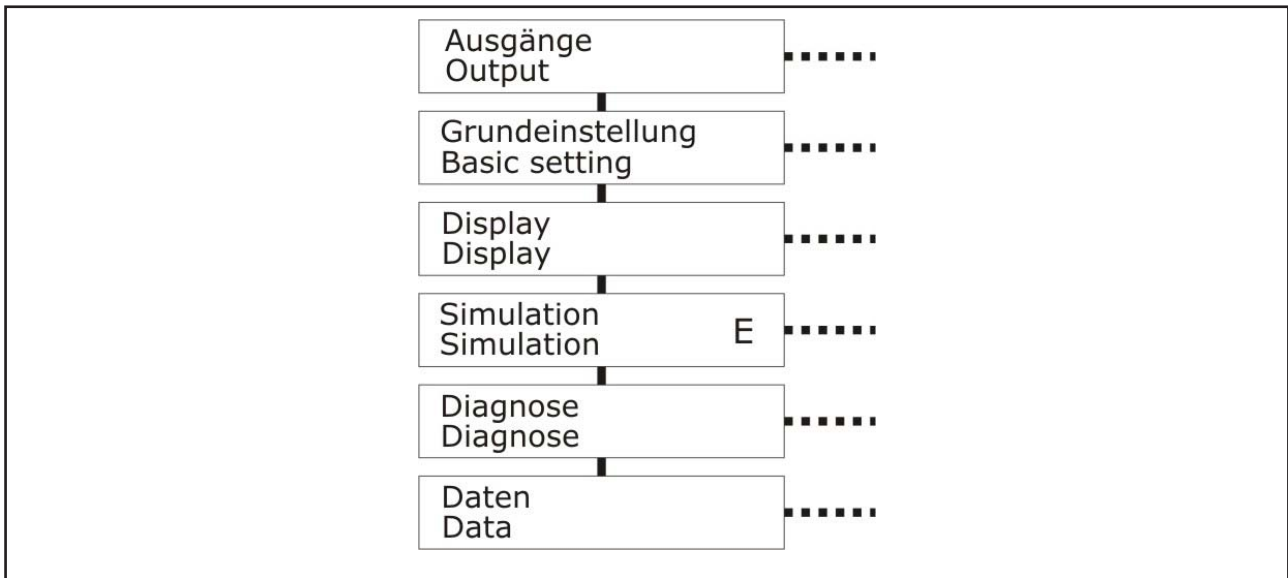 Ausgänge
Output
Grundeinstellung
Basic setting
Display
Display
Simulation
Simulation
E
Diagnose
Diagnose
Daten
Data